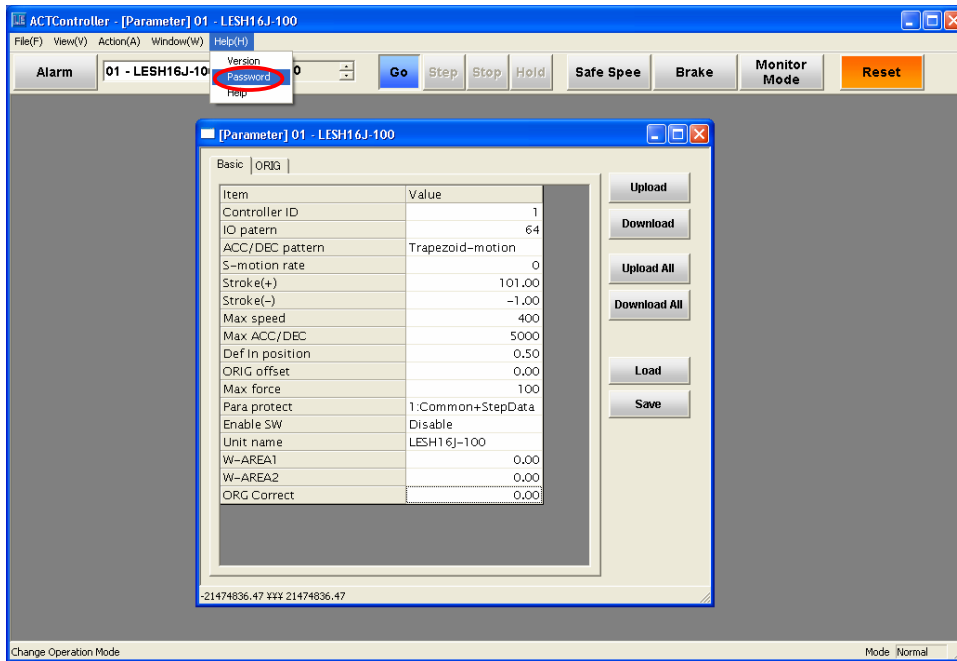 ACTController - [Parameter] 01 - LESH16J-100
File(F) View(V) Action(A) Window(W) Help(H)
Version
Password
Help
Alarm 01 - LESH16J-10 0 Go Step Stop Hold Safe Spee Brake Monitor Mode Reset
[Parameter] 01 - LESH16J-100
Basic ORIG
Item Value
Controller ID 1
IO patern 64
ACC/DEC pattern Trapezoid-motion
S-motion rate 0
Stroke(+) 101.00
Stroke(-) -1.00
Max speed 400
Max ACC/DEC 5000
Def In position 0.50
ORIG offset 0.00
Max force 100
Para protect 1:Common+StepData
Enable SW Disable
Unit name LESH16J-100
W-AREA1 0.00
W-AREA2 0.00
ORG Correct 0.00
Upload
Download
Upload All
Download All
Load
Save
-21474836.47 ¥¥¥ 21474836.47
Change Operation Mode Mode Normal